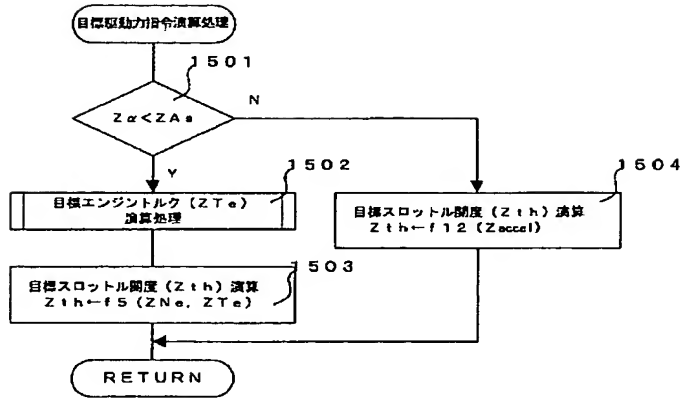 目標駆動力指令演算処理
1501
Zα<ZAs
N
Y
1502
1504
目標エンジントルク(ZTe)
演算処理
目標スロットル開度(Zth)演算
Zth←f12(Zaccel)
1503
目標スロットル開度(Zth)演算
Zth←f5(ZNe, ZTe)
RETURN